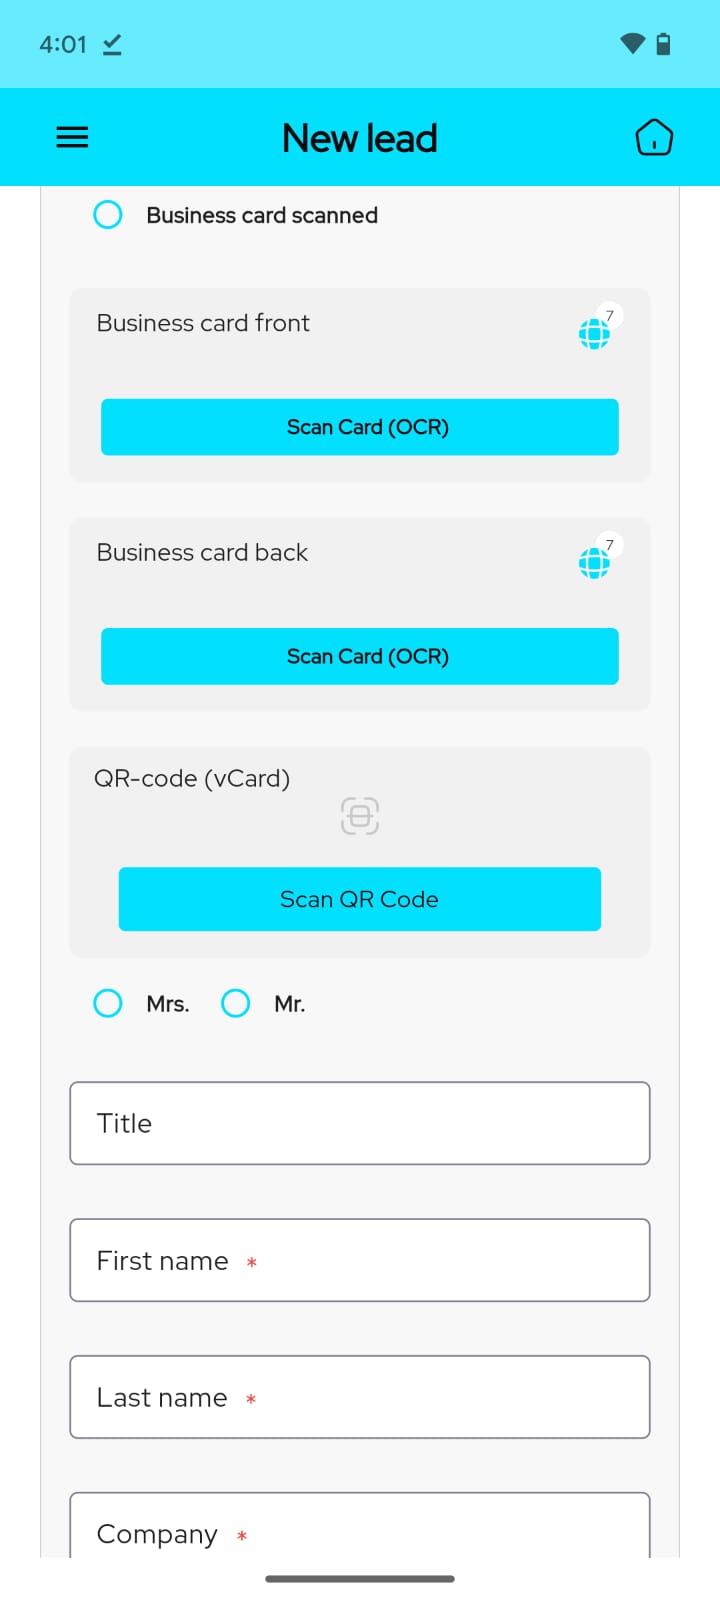 4:01
New lead
Business card scanned
Business card front
7
Scan Card (OCR)
Business card back
7
Scan Card (OCR)
QR-code (vCard)
Scan QR Code
Mrs. Mr.
Title
First name *
Last name *
Company *